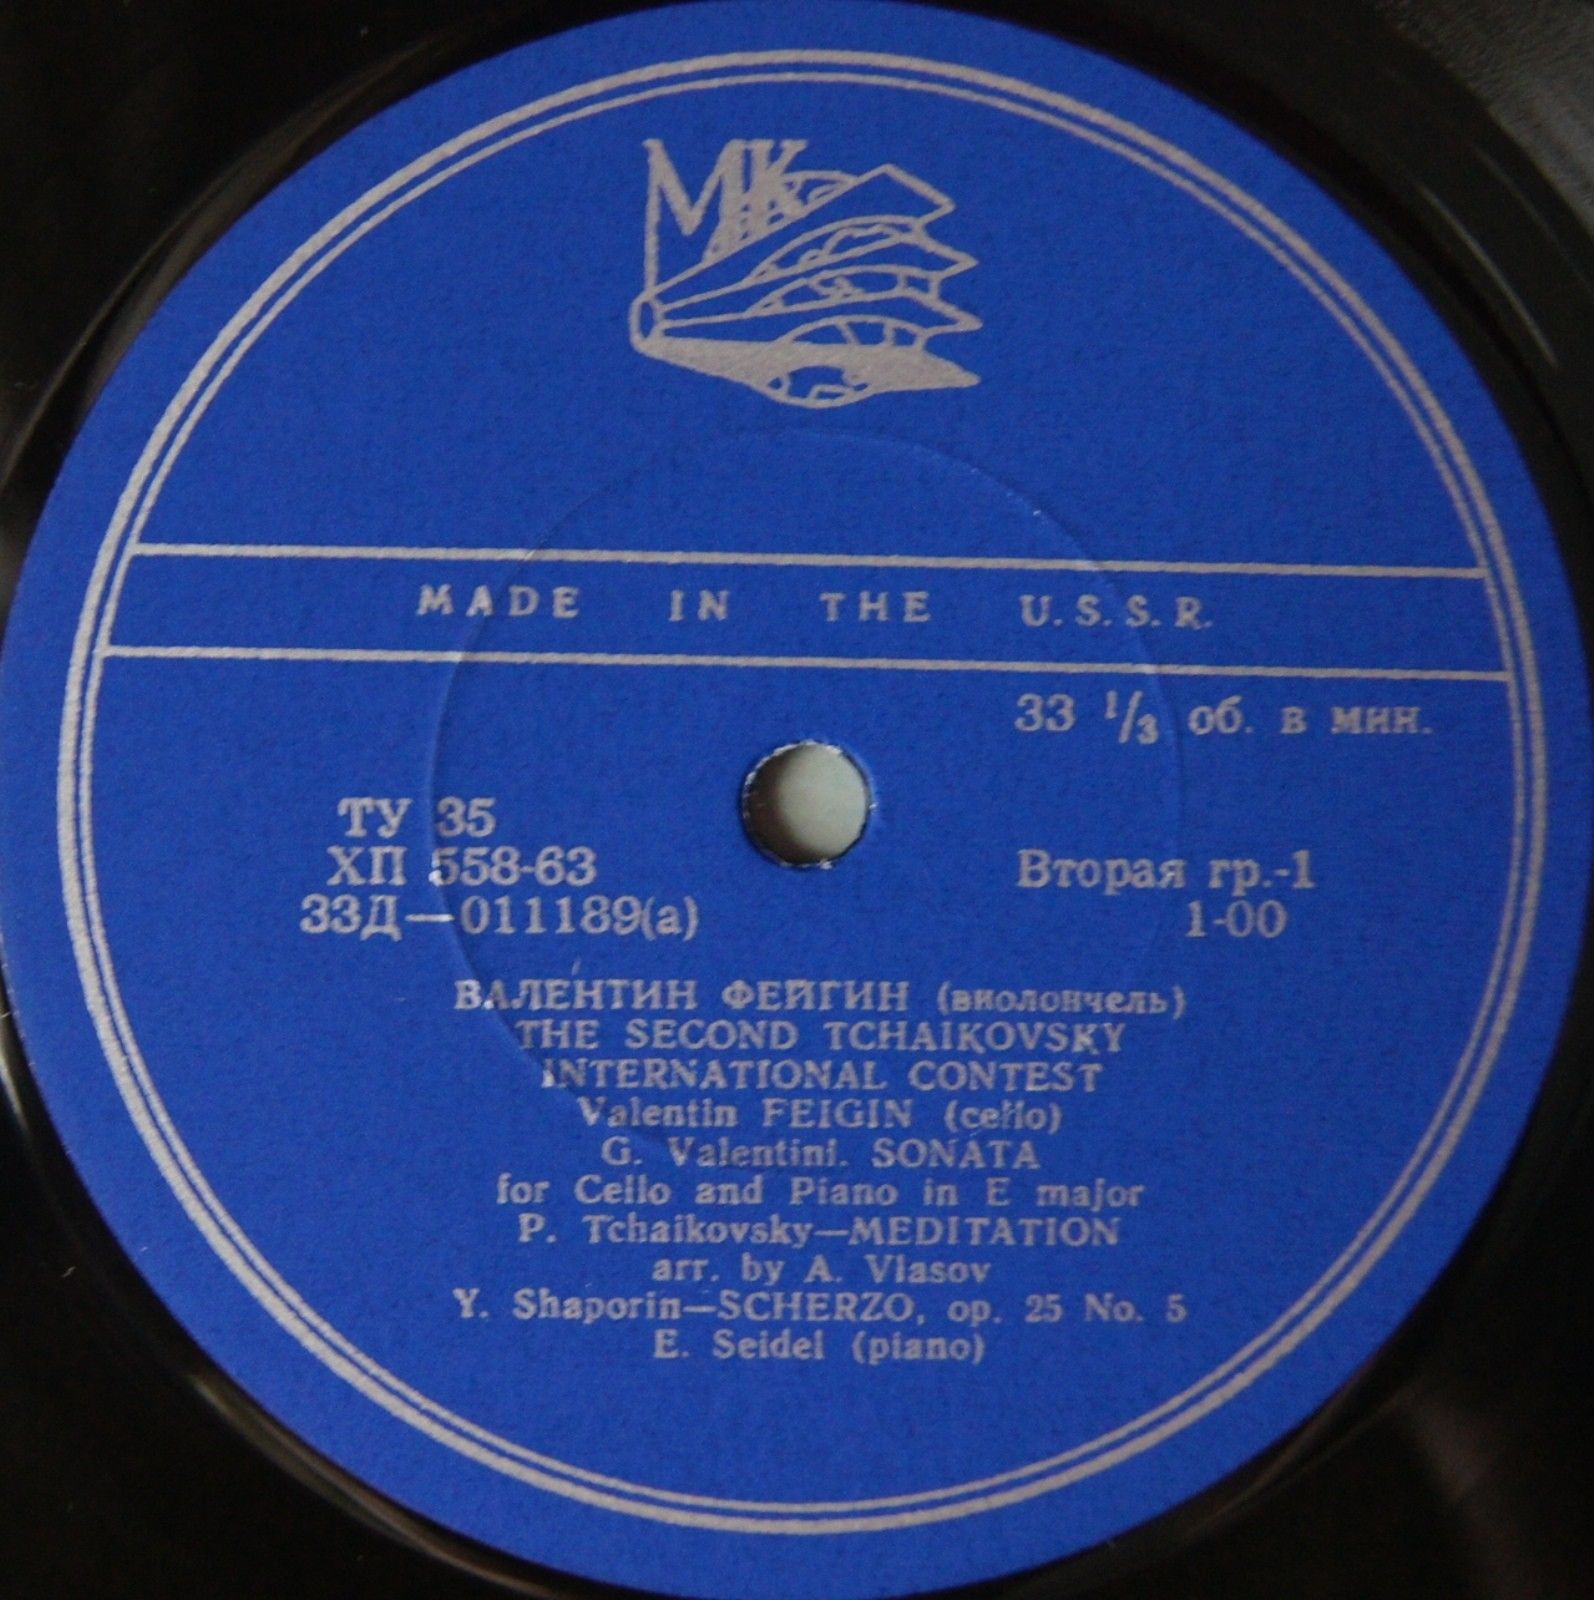 МК
MADE IN THE U.S.S.R.
33 1/3 об. в мин.
ТУ 35
ХП 558-63
33Д—011189(а)
Вторая гр.-1
1-00
ВАЛЕ́НТИН ФЕЙГИН (виолончель)
THE SECOND TCHAIKOVSKY
INTERNATIONAL CONTEST
Valentin FEIGIN (cello)
G. Valentini. SONATA
for Cello and Piano in E major
P. Tchaikovsky—MEDITATION
arr. by A. Vlasov
Y. Shaporin—SCHERZO, op. 25 No. 5
E. Seidel (piano)